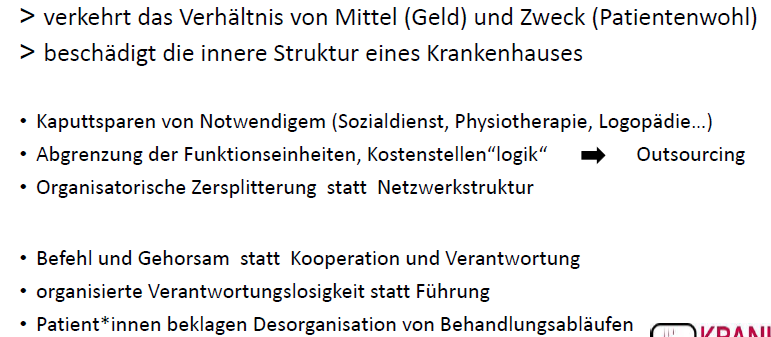 > verkehrt das Verhältnis von Mittel (Geld) und Zweck (Patientenwohl)
> beschädigt die innere Struktur eines Krankenhauses
• Kaputtsparen von Notwendigem (Sozialdienst, Physiotherapie, Logopädie…)
• Abgrenzung der Funktionseinheiten, Kostenstellen“logik“ ➡ Outsourcing
• Organisatorische Zersplitterung statt Netzwerkstruktur
• Befehl und Gehorsam statt Kooperation und Verantwortung
• organisierte Verantwortungslosigkeit statt Führung
• Patient*innen beklagen Desorganisation von Behandlungsabläufen